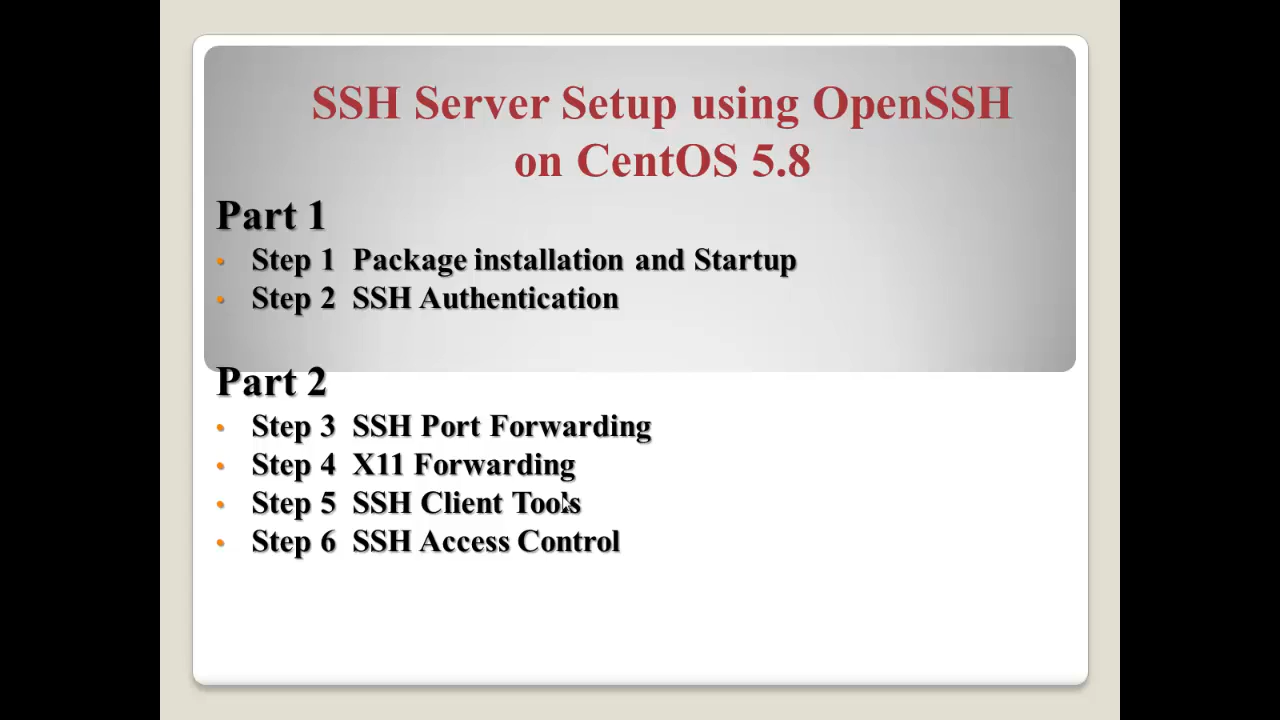 SSH Server Setup using OpenSSH
on CentOS 5.8
Part 1
• Step 1 Package installation and Startup
• Step 2 SSH Authentication
Part 2
• Step 3 SSH Port Forwarding
• Step 4 X11 Forwarding
• Step 5 SSH Client Tools
• Step 6 SSH Access Control